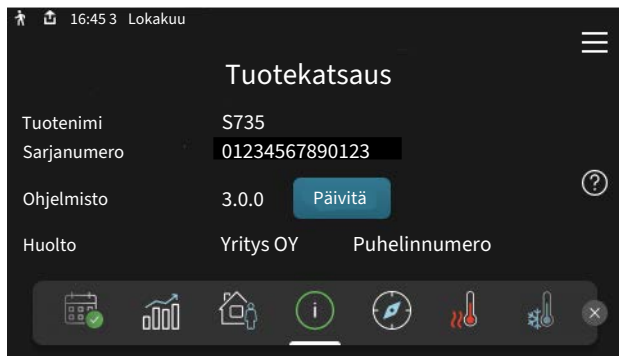 16:45 3 Lokakuu
Tuotekatsaus
Tuotenimi S735
Sarjanumero 01234567890123
Ohjelmisto 3.0.0 Päivitä
Huolto Yritys OY Puhelinnumero